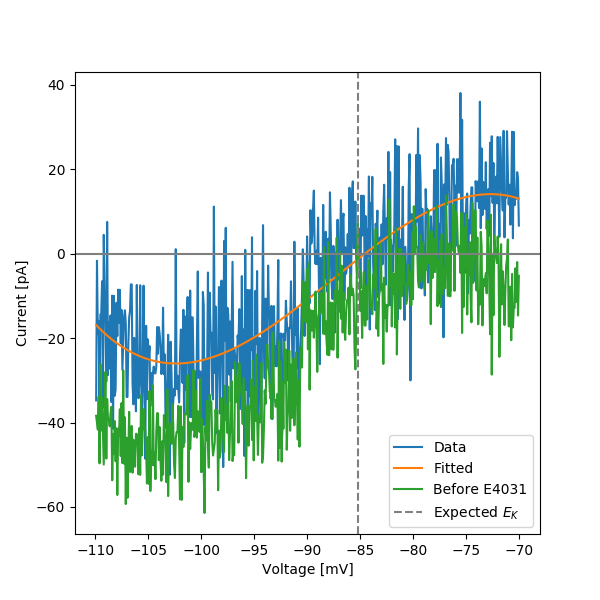 Current [pA]
40
20
0
−20
−40
−60
−110 −105 −100 −95 −90 −85 −80 −75 −70
Voltage [mV]
Data
Fitted
Before E4031
Expected E_K